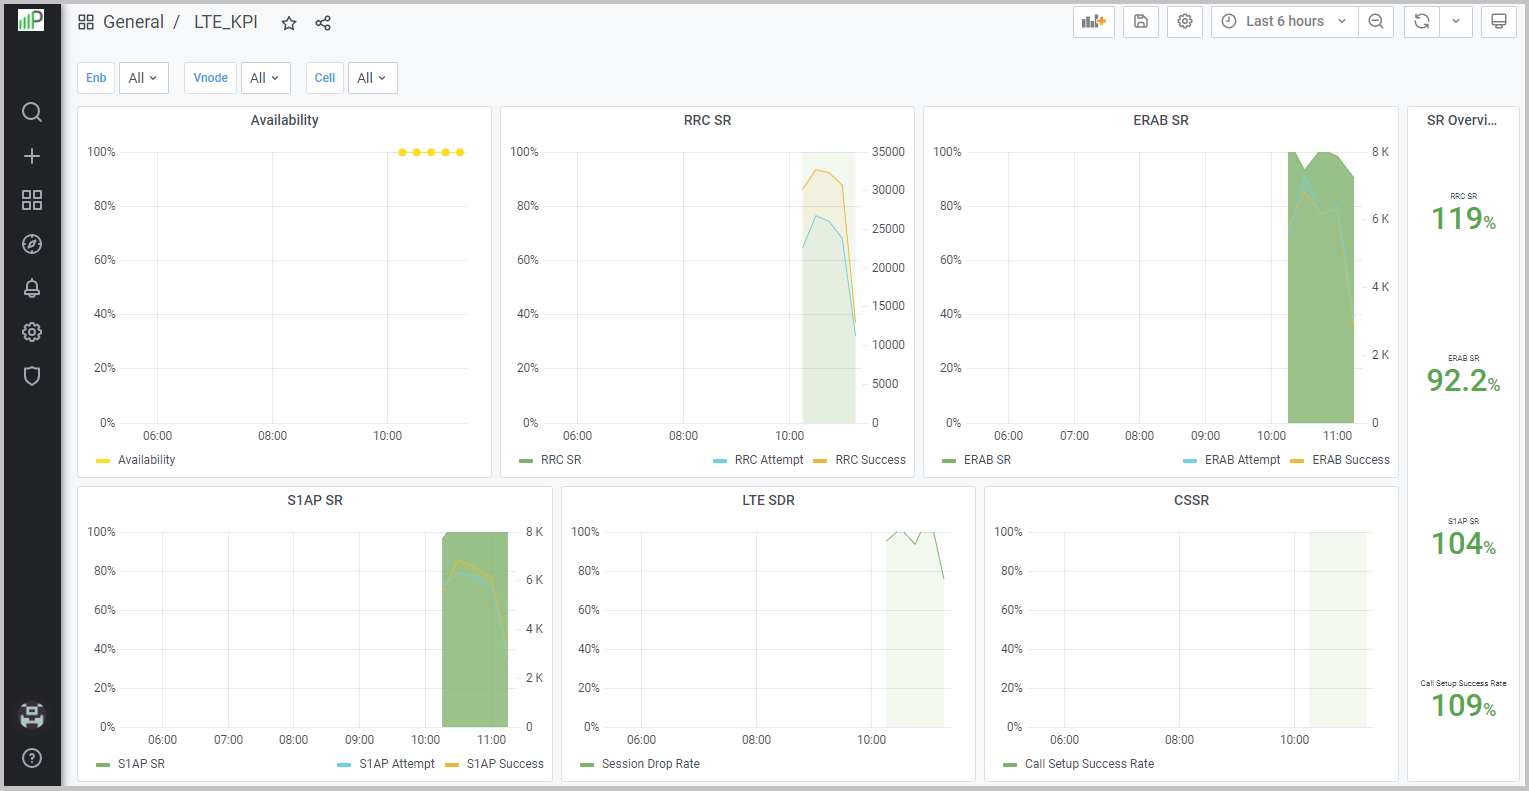 P
General / LTE_KPI
Last 6 hours
Enb All Vnode All Cell All
Availability
100%
80%
60%
40%
20%
0%
06:00 08:00 10:00
Availability
RRC SR
100% 35000
30000
80% 25000
60% 20000
15000
40% 10000
20% 5000
0% 0
06:00 08:00 10:00
RRC SR RRC Attempt RRC Success
ERAB SR
100% 8 K
80% 6 K
60%
4 K
40%
20% 2 K
0% 0
06:00 07:00 08:00 09:00 10:00 11:00
ERAB SR ERAB Attempt ERAB Success
SR Overvi...
RRC SR
119%
ERAB SR
92.2%
S1AP SR
104%
Call Setup Success Rate
109%
S1AP SR
100% 8 K
80% 6 K
60%
40% 4 K
20% 2 K
0% 0
06:00 07:00 08:00 09:00 10:00 11:00
S1AP SR S1AP Attempt S1AP Success
LTE SDR
100%
80%
60%
40%
20%
0%
06:00 08:00 10:00
Session Drop Rate
CSSR
100%
80%
60%
40%
20%
0%
06:00 08:00 10:00
Call Setup Success Rate